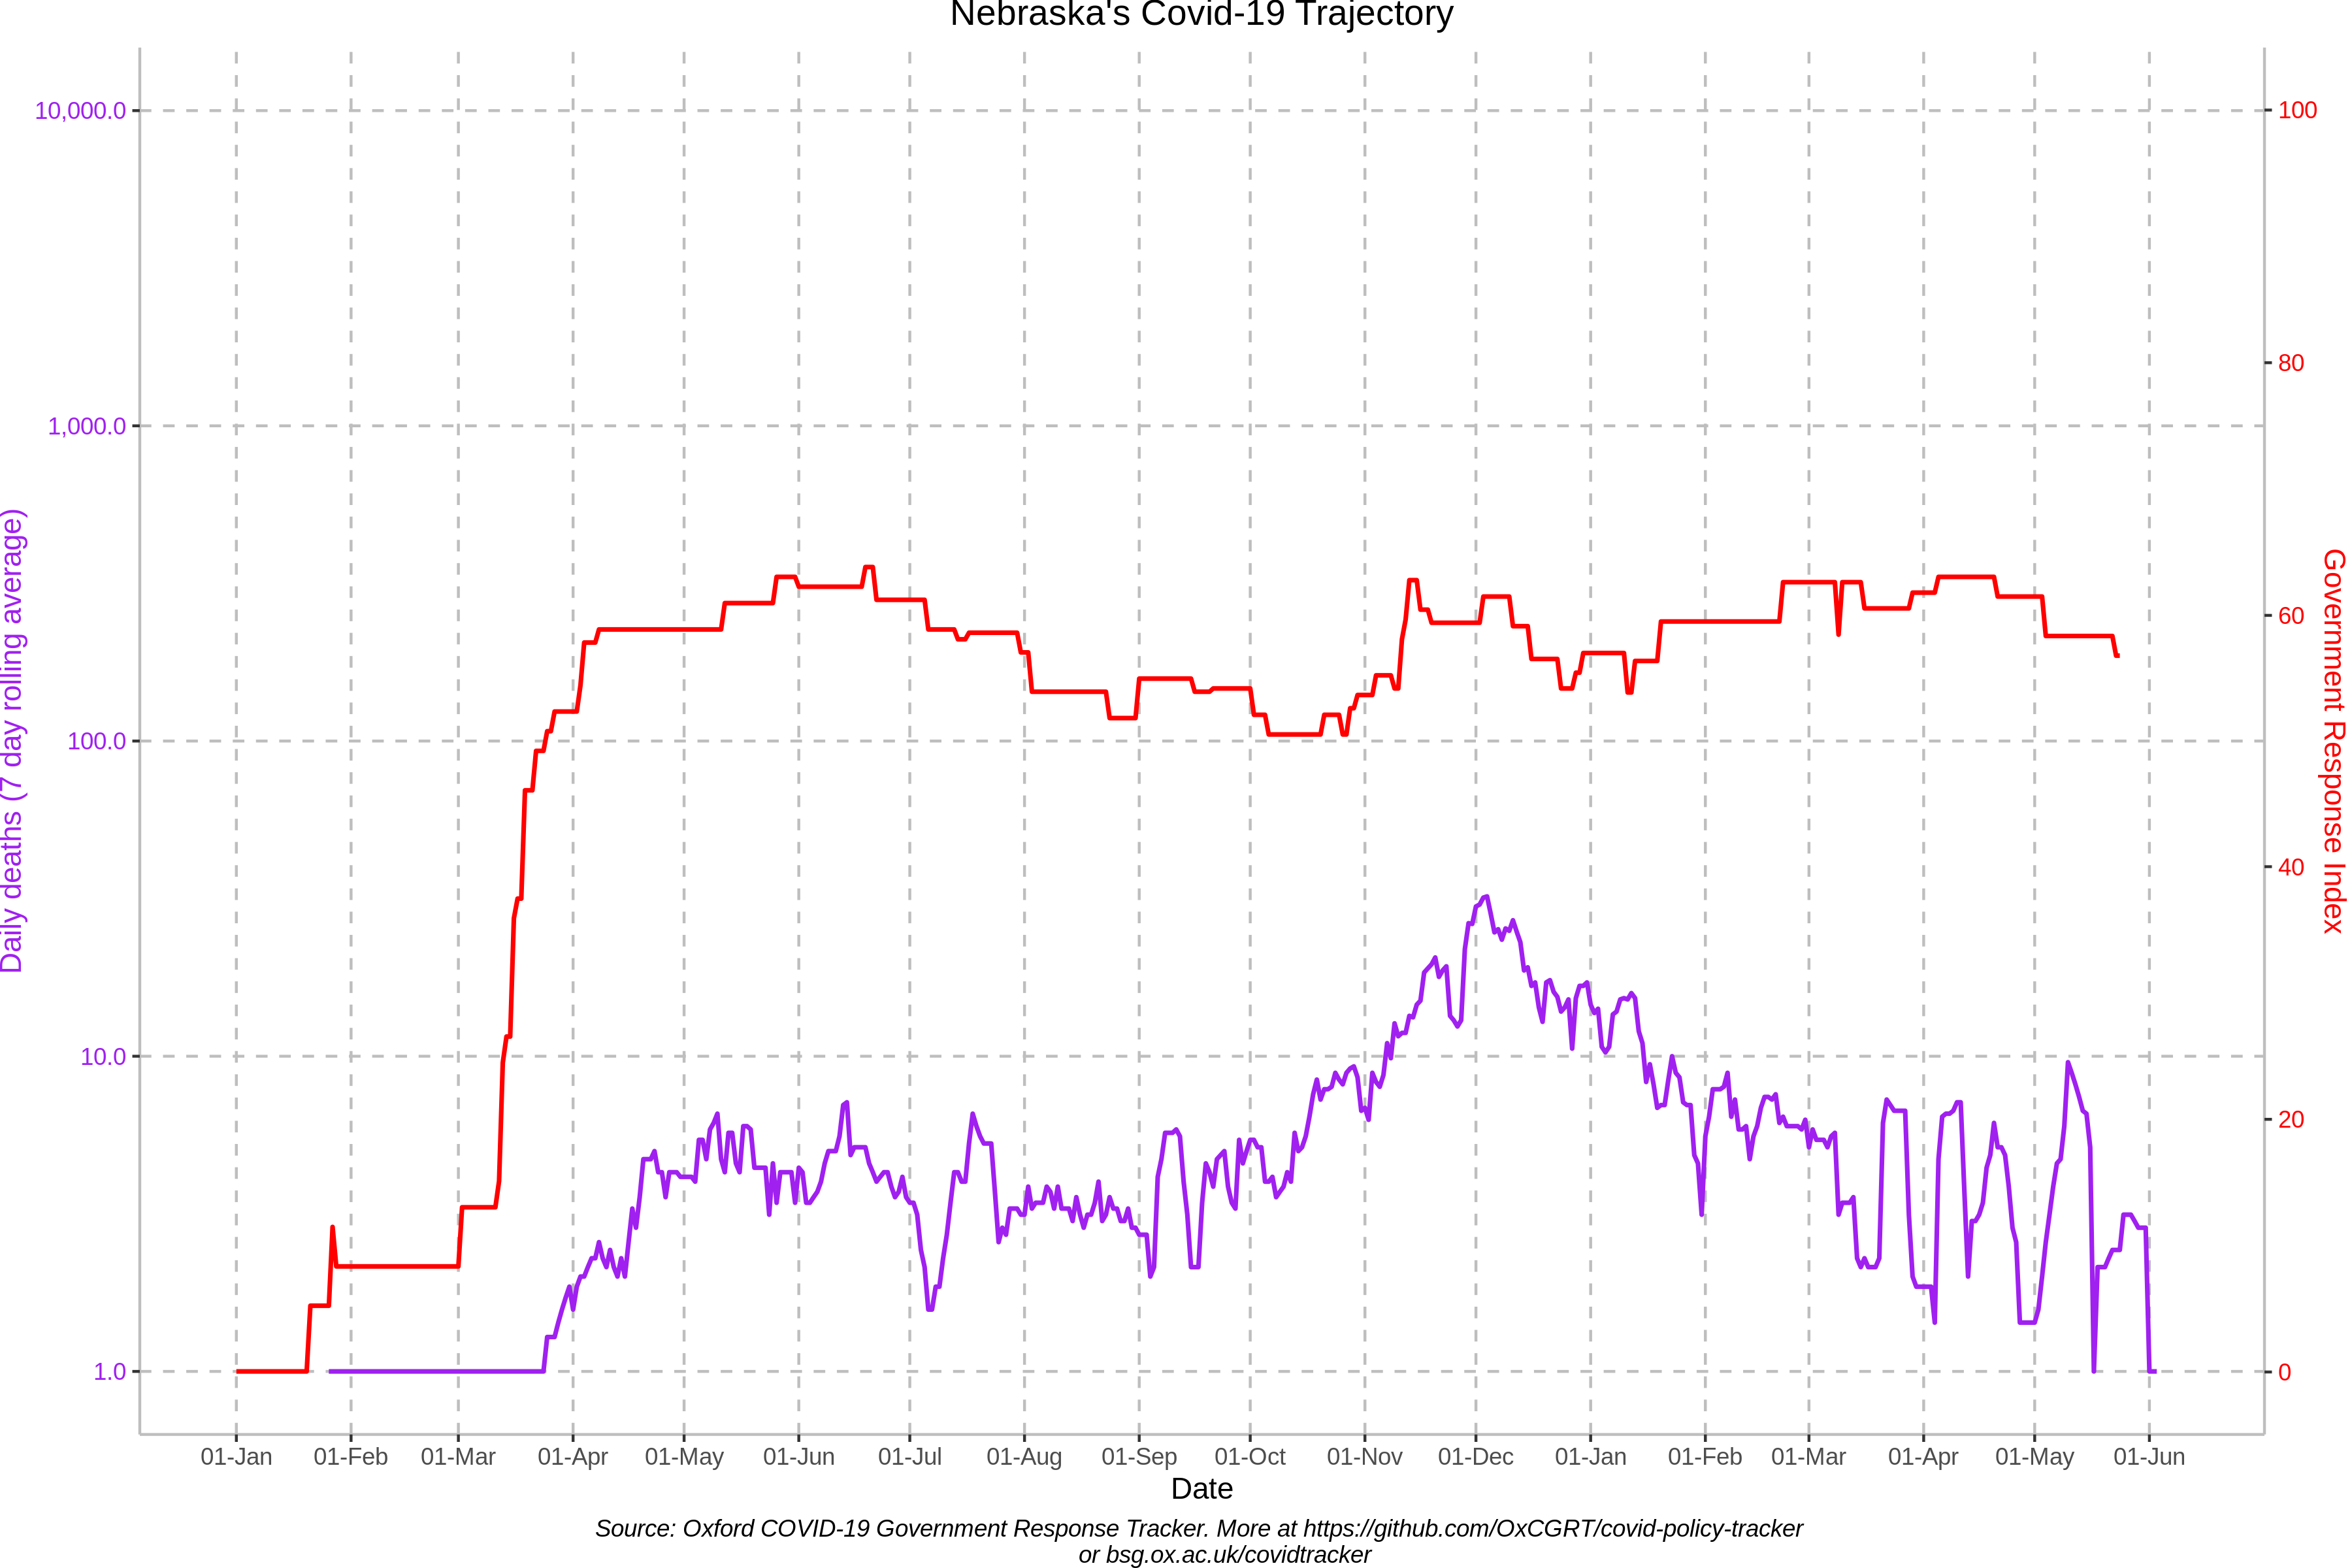 Nebraska's Covid-19 Trajectory
10,000.0
1,000.0
100.0
10.0
1.0
Daily deaths (7 day rolling average)
100
80
60
40
20
0
Government Response Index
01-Jan 01-Feb 01-Mar 01-Apr 01-May 01-Jun 01-Jul 01-Aug 01-Sep 01-Oct 01-Nov 01-Dec 01-Jan 01-Feb 01-Mar 01-Apr 01-May 01-Jun
Date
Source: Oxford COVID-19 Government Response Tracker. More at https://github.com/OxCGRT/covid-policy-tracker
or bsg.ox.ac.uk/covidtracker